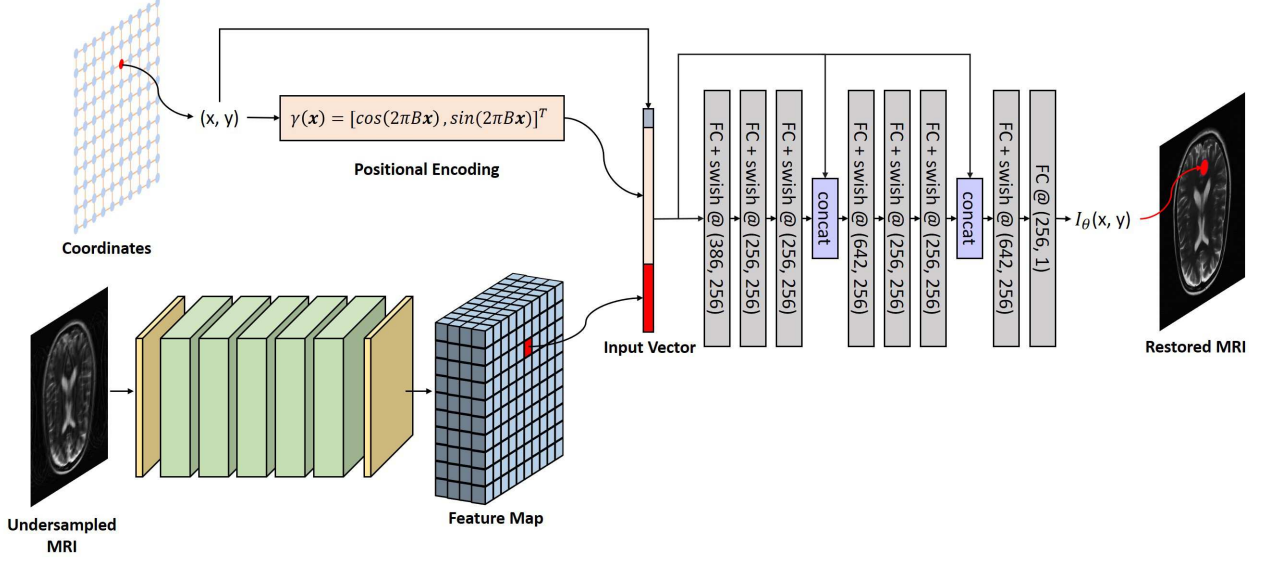 (x, y)
γ(x) = [cos(2πBx), sin(2πBx)]^T
Positional Encoding
Coordinates
Undersampled
MRI
Feature Map
Input Vector
FC + swish @ (386, 256)
FC + swish @ (256, 256)
FC + swish @ (256, 256)
concat
FC + swish @ (642, 256)
FC + swish @ (256, 256)
FC + swish @ (256, 256)
concat
FC + swish @ (642, 256)
FC @ (256, 1)
I_θ(x, y)
Restored MRI